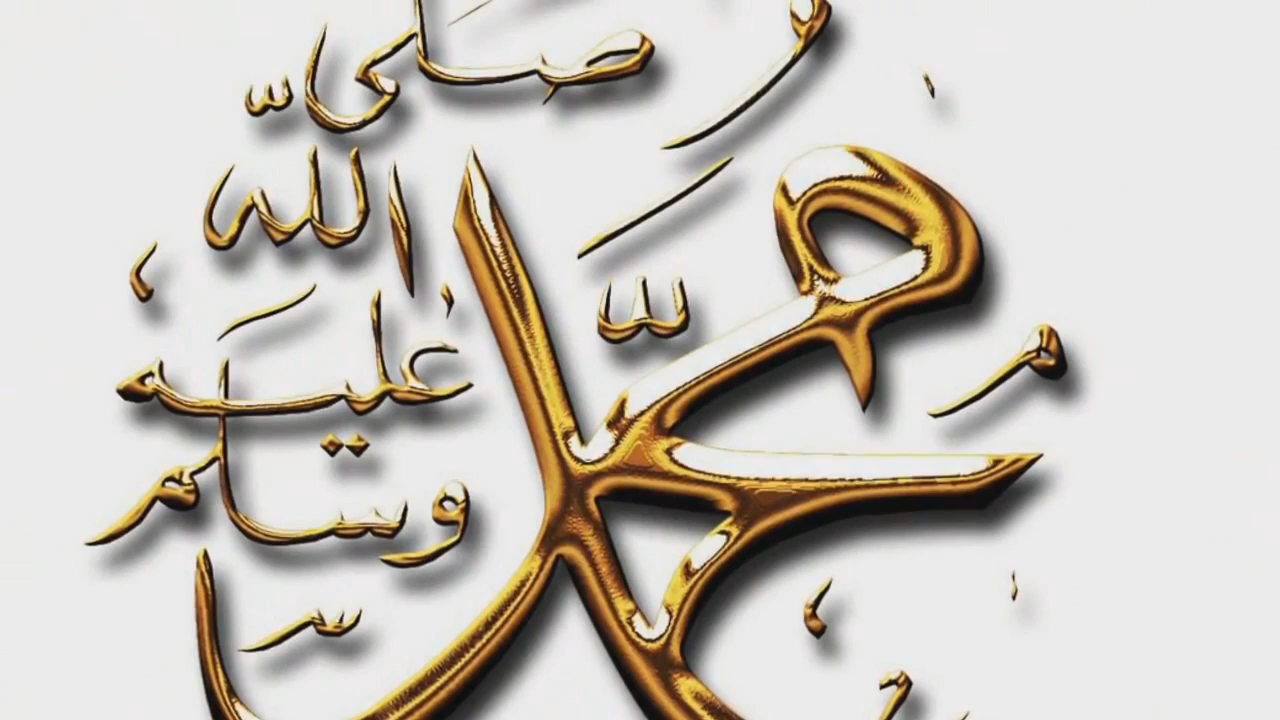 محمد
صلى
الله
عليه
وسلم